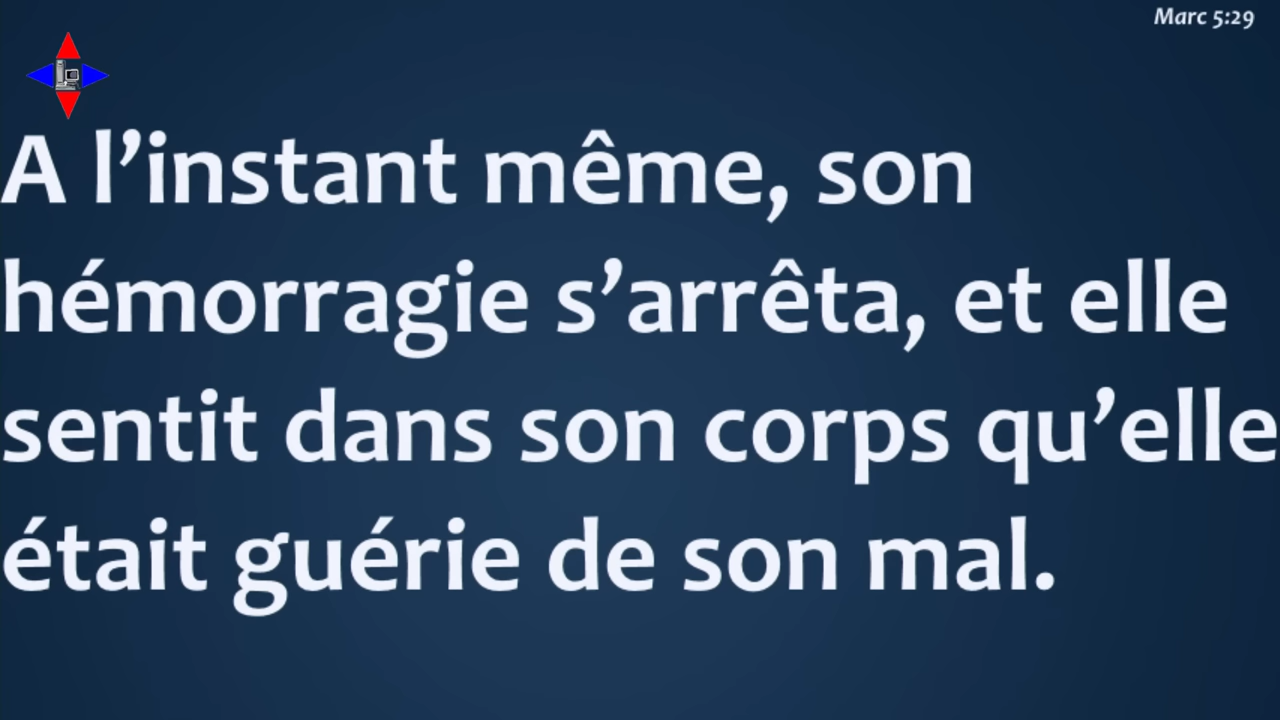 Marc 5:29
A l’instant même, son
hémorragie s’arrêta, et elle
sentit dans son corps qu’elle
était guérie de son mal.